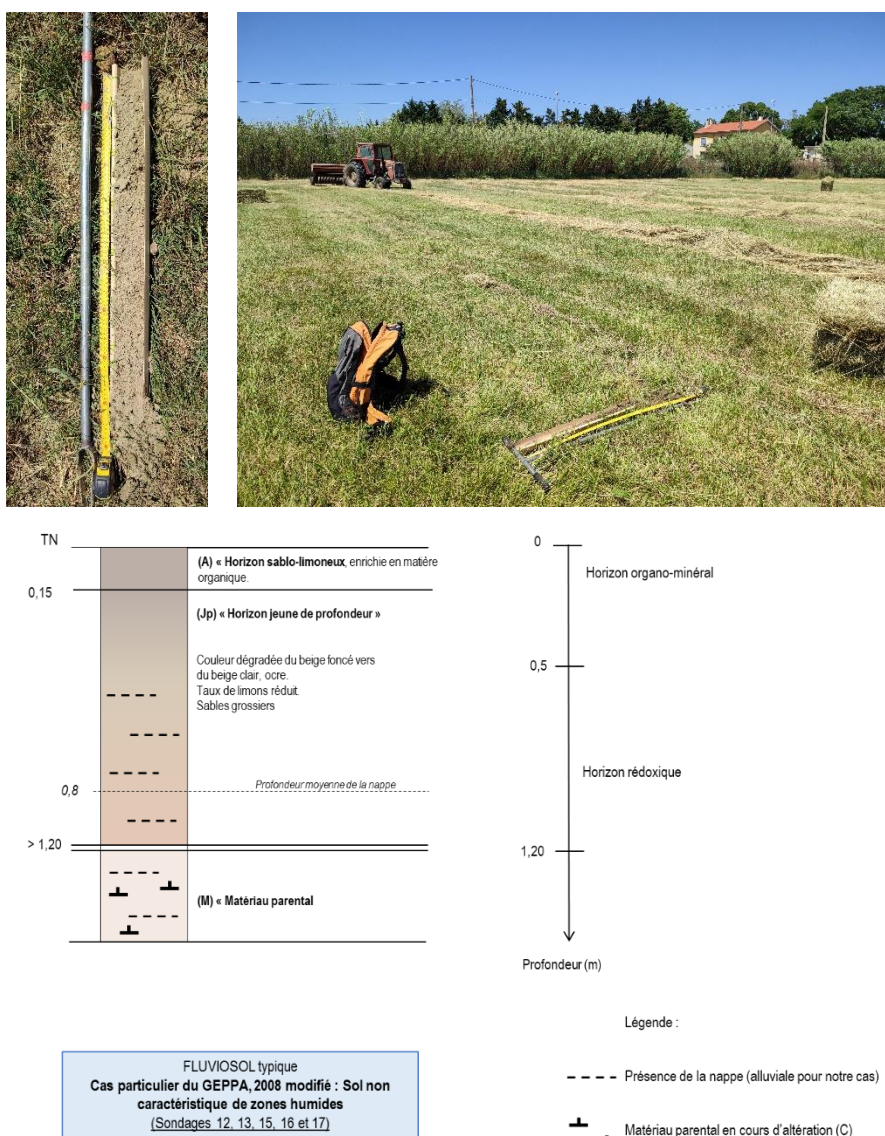 TN
(A) « Horizon sablo-limoneux, enrichie en matière
organique.
0,15
(Jp) « Horizon jeune de profondeur »
Couleur dégradée du beige foncé vers
du beige clair, ocre.
Taux de limons réduit.
Sables grossiers
0,8
Profondeur moyenne de la nappe
> 1,20
(M) « Matériau parental
0
Horizon organo-minéral
0,5
Horizon rédoxique
1,20
Profondeur (m)
Légende :
Présence de la nappe (alluviale pour notre cas)
Matériau parental en cours d'altération (C)
FLUVIOSOL typique
Cas particulier du GEPPA, 2008 modifié : Sol non
caractéristique de zones humides
(Sondages 12, 13, 15, 16 et 17)